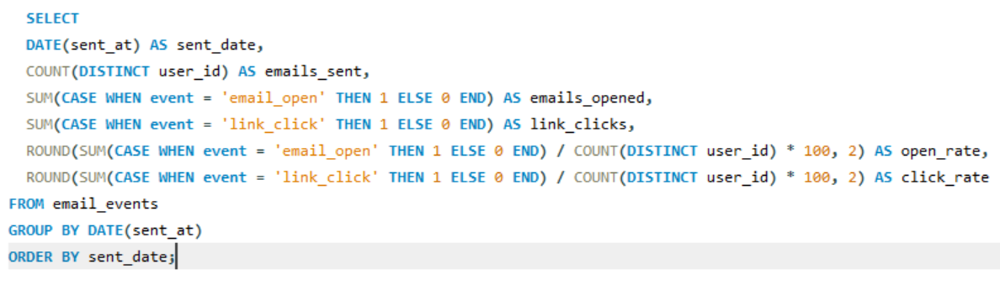 SELECT
DATE(sent_at) AS sent_date,
COUNT(DISTINCT user_id) AS emails_sent,
SUM(CASE WHEN event = 'email_open' THEN 1 ELSE 0 END) AS emails_opened,
SUM(CASE WHEN event = 'link_click' THEN 1 ELSE 0 END) AS link_clicks,
ROUND(SUM(CASE WHEN event = 'email_open' THEN 1 ELSE 0 END) / COUNT(DISTINCT user_id) * 100, 2) AS open_rate,
ROUND(SUM(CASE WHEN event = 'link_click' THEN 1 ELSE 0 END) / COUNT(DISTINCT user_id) * 100, 2) AS click_rate
FROM email_events
GROUP BY DATE(sent_at)
ORDER BY sent_date;